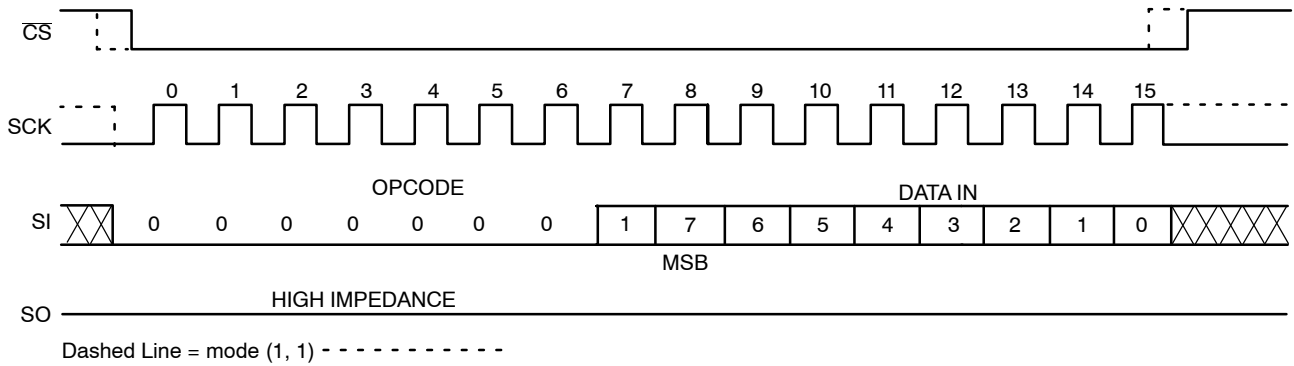 CS
0 1 2 3 4 5 6 7 8 9 10 11 12 13 14 15
SCK
OPCODE DATA IN
SI 0 0 0 0 0 0 0 1 7 6 5 4 3 2 1 0
MSB
HIGH IMPEDANCE
SO
Dashed Line = mode (1, 1)